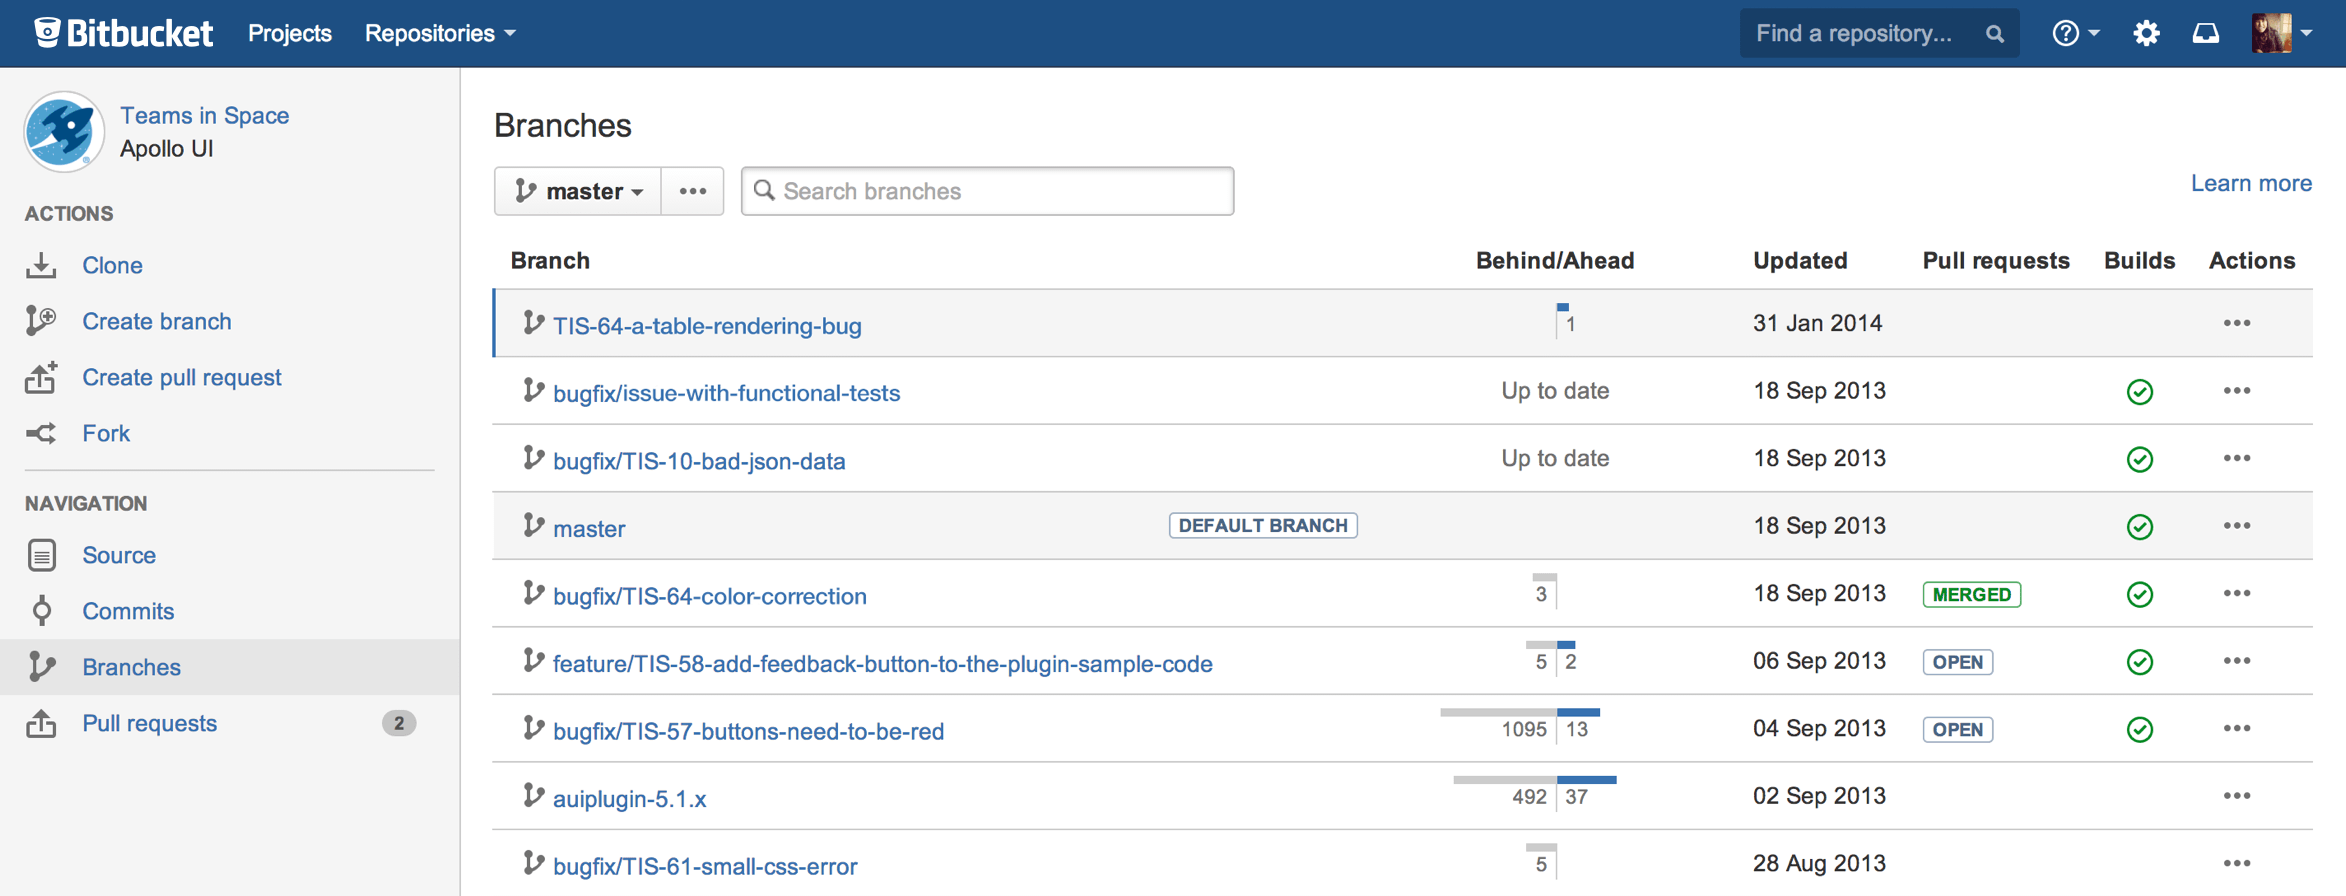 Bitbucket Projects Repositories Find a repository...
Teams in Space
Apollo UI
ACTIONS
Clone
Create branch
Create pull request
Fork
NAVIGATION
Source
Commits
Branches
Pull requests 2
Branches
master Search branches
Learn more
Branch Behind/Ahead Updated Pull requests Builds Actions
TIS-64-a-table-rendering-bug 1 31 Jan 2014
bugfix/issue-with-functional-tests Up to date 18 Sep 2013
bugfix/TIS-10-bad-json-data Up to date 18 Sep 2013
master DEFAULT BRANCH 18 Sep 2013
bugfix/TIS-64-color-correction 3 18 Sep 2013 MERGED
feature/TIS-58-add-feedback-button-to-the-plugin-sample-code 5 2 06 Sep 2013 OPEN
bugfix/TIS-57-buttons-need-to-be-red 1095 13 04 Sep 2013 OPEN
auiplugin-5.1.x 492 37 02 Sep 2013
bugfix/TIS-61-small-css-error 5 28 Aug 2013